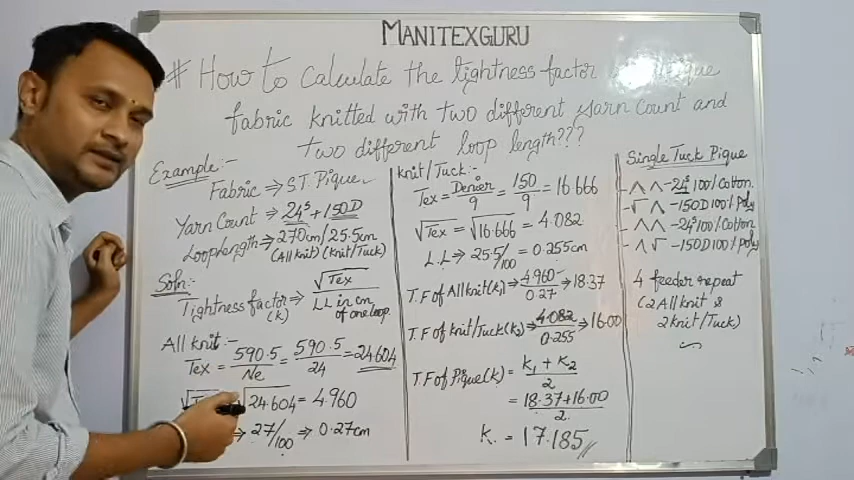 MANITEXGURU
# How to Calculate the tightness factor
fabric knitted with two different yarn Count and
two different loop length???
Example:-
Fabric ⇒ S.T. Pique
Yarn Count ⇒ 24s + 150D
Loop Length ⇒ 270cm/25.5cm
(All knit) (Knit/Tuck)
Soln:-
Tightness factor ⇒ √Tex / LL in cm of one loop
(K)
All knit:-
Tex = 590.5/Ne = 590.5/24 = 24.604
24.604 = 4.960
⇒ 27/100 ⇒ 0.27cm
Knit/Tuck:-
Tex = Denier/9 = 150/9 = 16.666
√Tex = √16.666 = 4.082
L.L ⇒ 25.5/100 = 0.255cm
T.F of All knit(K1) ⇒ 4.960/0.27 ⇒ 18.37
T.F of knit/Tuck(K2) ⇒ 4.082/0.255 ⇒ 16.00
T.F of Pique(K) = K1 + K2 / 2
= 18.37 + 16.00 / 2
K = 17.185
Single Tuck Pique
- Λ Λ - 24s 100% Cotton
- √ Λ - 150D 100% Poly
- Λ Λ - 24s 100% Cotton
- Λ √ - 150D 100% Poly
4 feeder repeat
(2 All knit &
2 knit/Tuck)